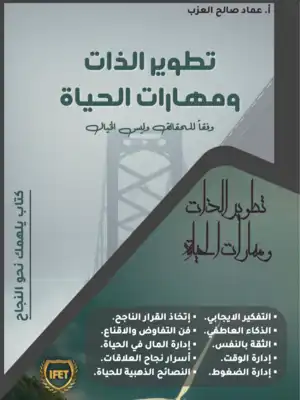 أ. عماد صالح العزب
تطوير الذات
ومهارات الحياة
وفقاً للحقائق وليس الخيال
تطوير الذات
ومهارات الحياة
كتاب يلهمك نحو النجاح
• التفكير الايجابي.
• الذكاء العاطفي.
• الثقة بالنفس.
• إدارة الوقت.
• إدارة الضغوط.
• إتخاذ القرار الناجح.
• فن التفاوض والاقناع.
• إدارة المال في الحياة.
• أسرار نجاح العلاقات.
• النصائح الذهبية للحياة.
IFET